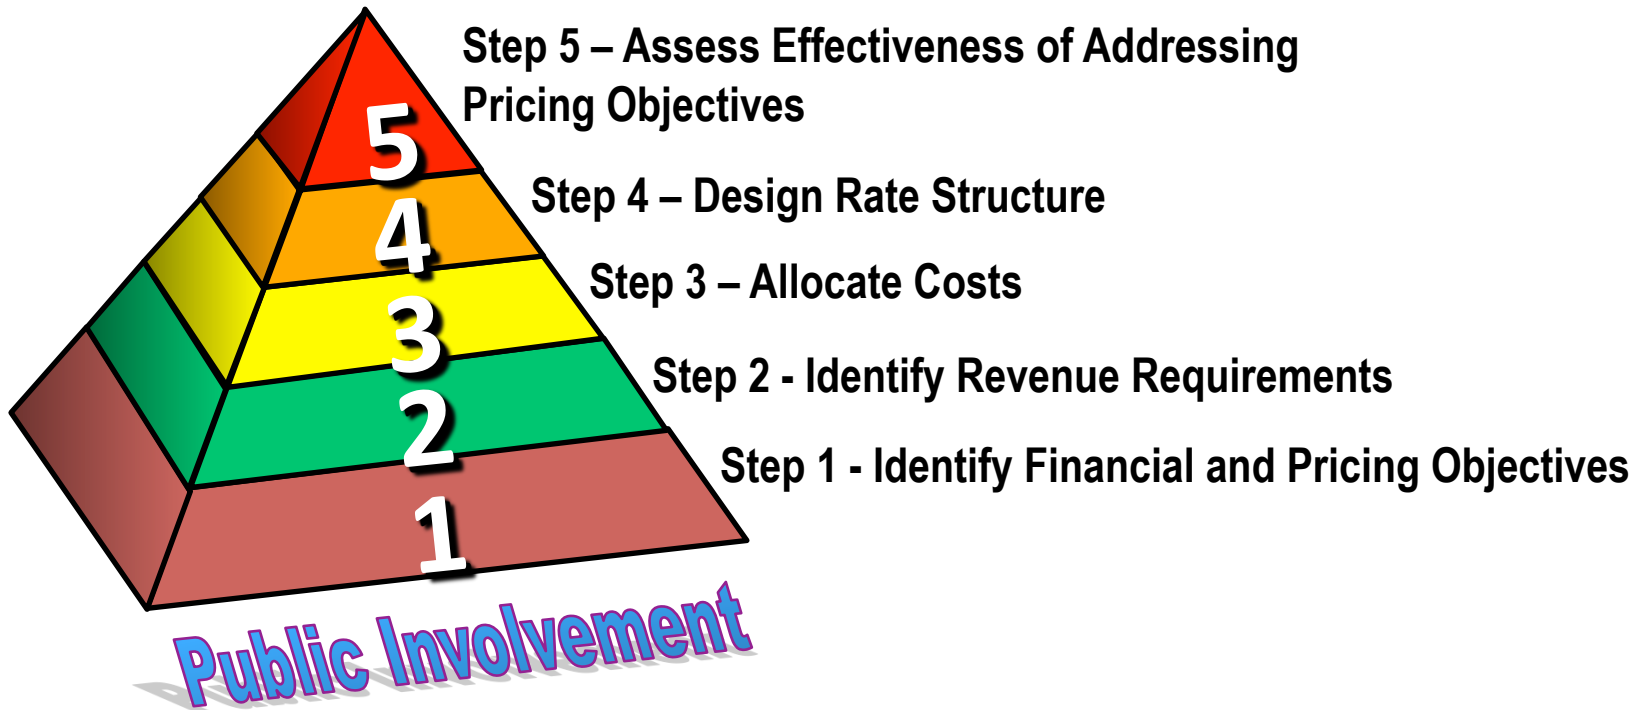 Step 5 – Assess Effectiveness of Addressing
Pricing Objectives
5
Step 4 – Design Rate Structure
4
Step 3 – Allocate Costs
3
Step 2 - Identify Revenue Requirements
2
Step 1 - Identify Financial and Pricing Objectives
1
Public Involvement